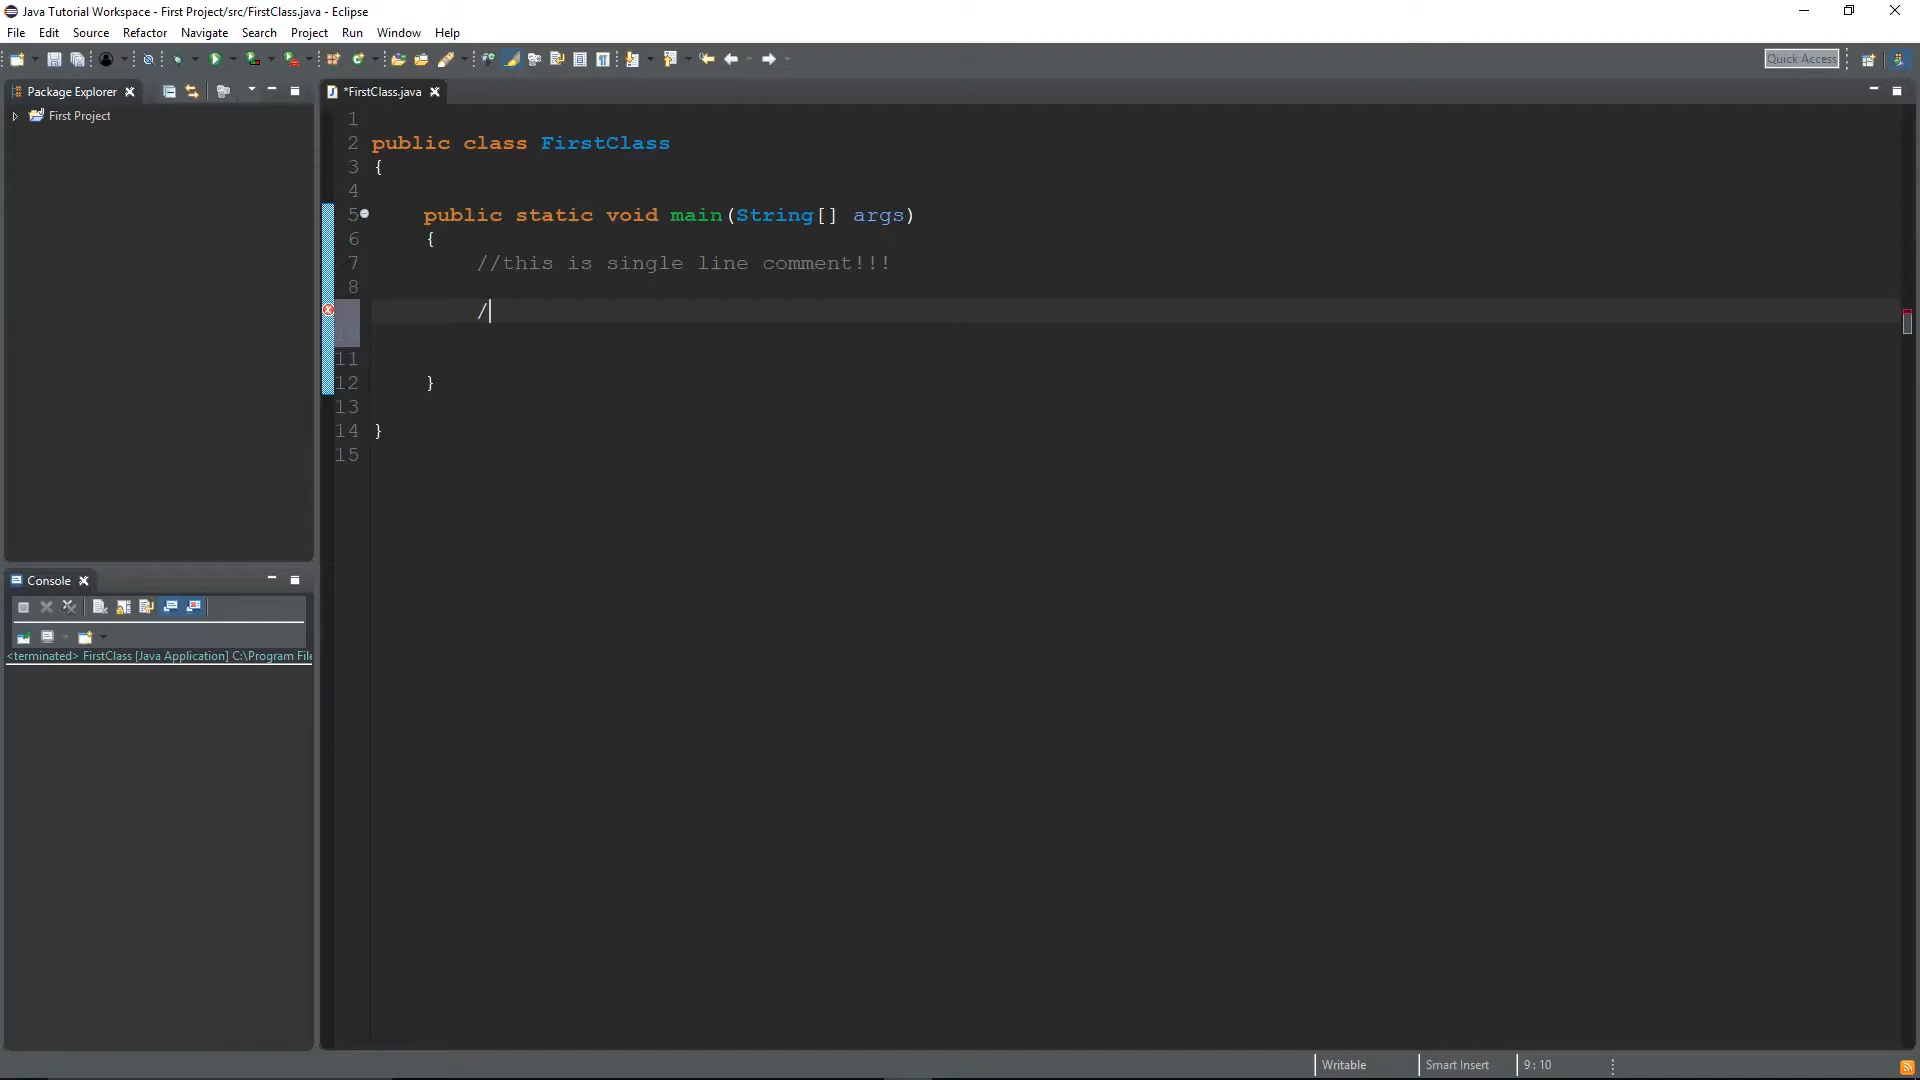 Java Tutorial Workspace - First Project/src/FirstClass.java - Eclipse
File Edit Source Refactor Navigate Search Project Run Window Help
Quick Access
Package Explorer
First Project
*FirstClass.java
1
2 public class FirstClass
3 {
4
5 public static void main(String[] args)
6 {
7 //this is single line comment!!!
8
/
11
12 }
13
14 }
15
Console
<terminated> FirstClass [Java Application] C:\Program File
Writable Smart Insert 9:10